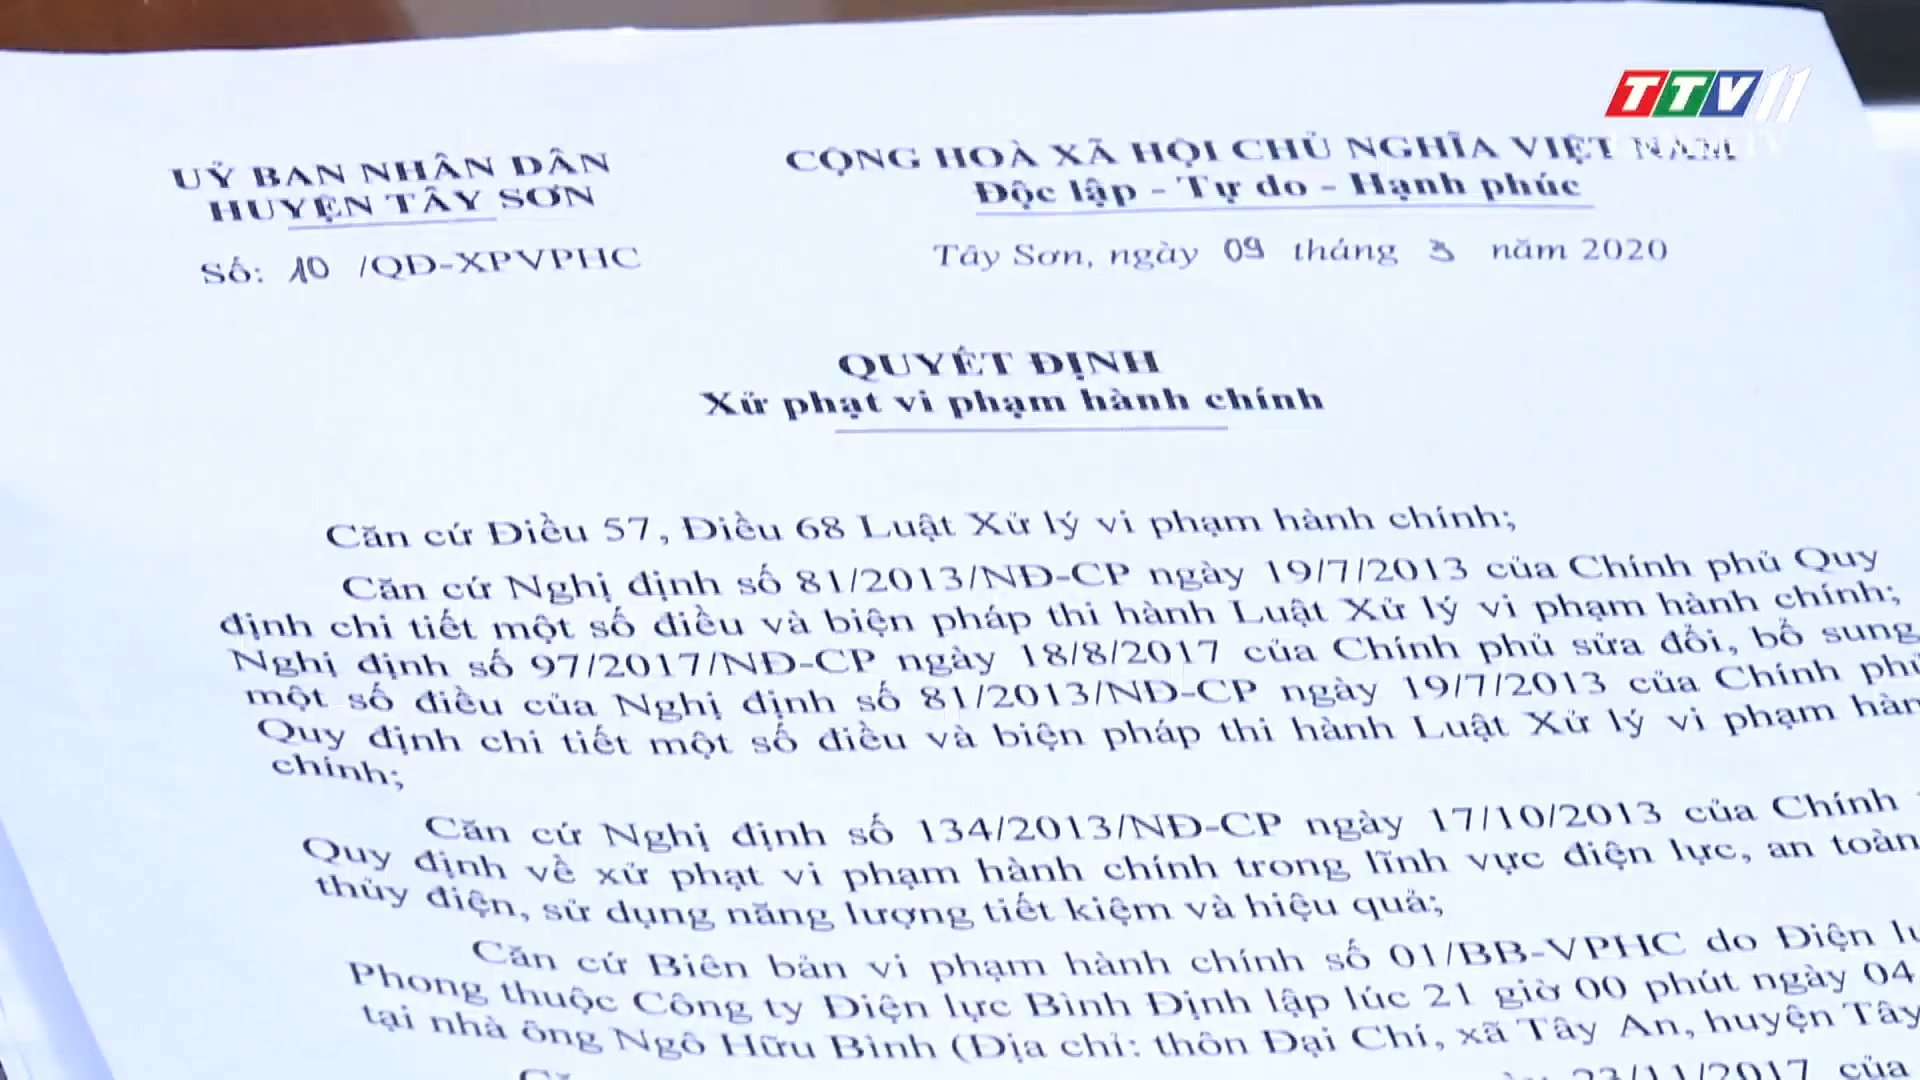 TTV11
UỶ BAN NHÂN DÂN
HUYỆN TÂY SƠN
Số: 10 /QD-XPVPHC
CỘNG HOÀ XÃ HỘI CHỦ NGHĨA VIỆT NAM
Độc lập - Tự do - Hạnh phúc
Tây Sơn, ngày 09 tháng 3 năm 2020
QUYẾT ĐỊNH
Xử phạt vi phạm hành chính
Căn cứ Điều 57, Điều 68 Luật Xử lý vi phạm hành chính;
Căn cứ Nghị định số 81/2013/NĐ-CP ngày 19/7/2013 của Chính phủ Quy
định chi tiết một số điều và biện pháp thi hành Luật Xử lý vi phạm hành chính;
Nghị định số 97/2017/NĐ-CP ngày 18/8/2017 của Chính phủ sửa đổi, bổ sung
một số điều của Nghị định số 81/2013/NĐ-CP ngày 19/7/2013 của Chính phủ
Quy định chi tiết một số điều và biện pháp thi hành Luật Xử lý vi phạm hàn
chính;
Căn cứ Nghị định số 134/2013/NĐ-CP ngày 17/10/2013 của Chính
Quy định về xử phạt vi phạm hành chính trong lĩnh vực điện lực, an toàn
thủy điện, sử dụng năng lượng tiết kiệm và hiệu quả;
Căn cứ Biên bản vi phạm hành chính số 01/BB-VPHC do Điện lự
Phong thuộc Công ty Điện lực Bình Định lập lúc 21 giờ 00 phút ngày 04
tại nhà ông Ngô Hữu Bình (Địa chỉ: thôn Đại Chí, xã Tây An, huyện Tây
23/11/2017 của